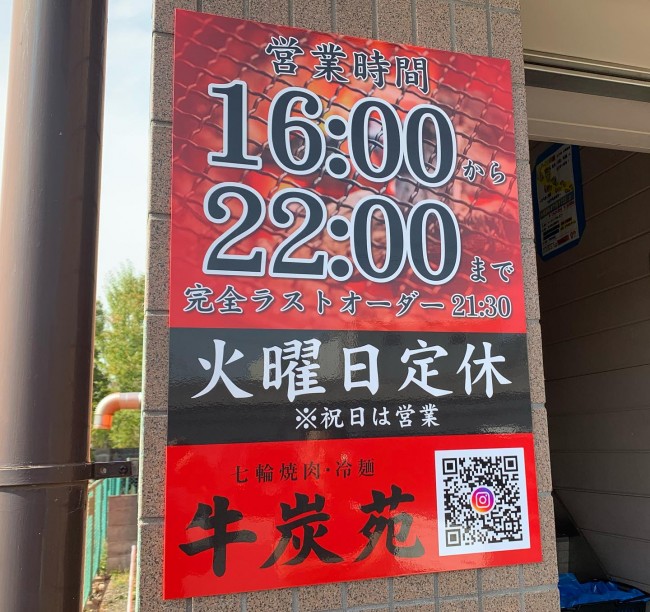 営業時間
16:00から
22:00まで
完全ラストオーダー 21:30
火曜日定休
※祝日は営業
七輪焼肉・冷麺
牛炭苑